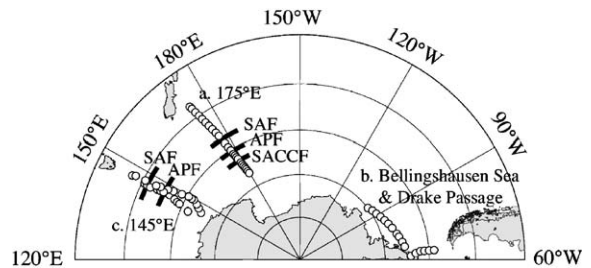 150°W
180°E
120°W
a. 175°E
150°E
SAF
APF
SACCF
90°W
SAF
APF
b. Bellingshausen Sea
& Drake Passage
c. 145°E
120°E
60°W